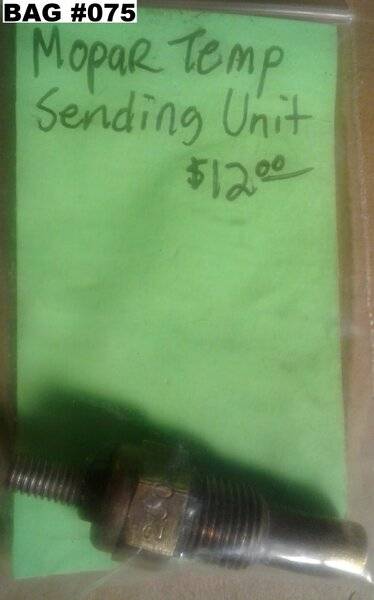 BAG #075
Mopar Temp
Sending Unit
$12.00